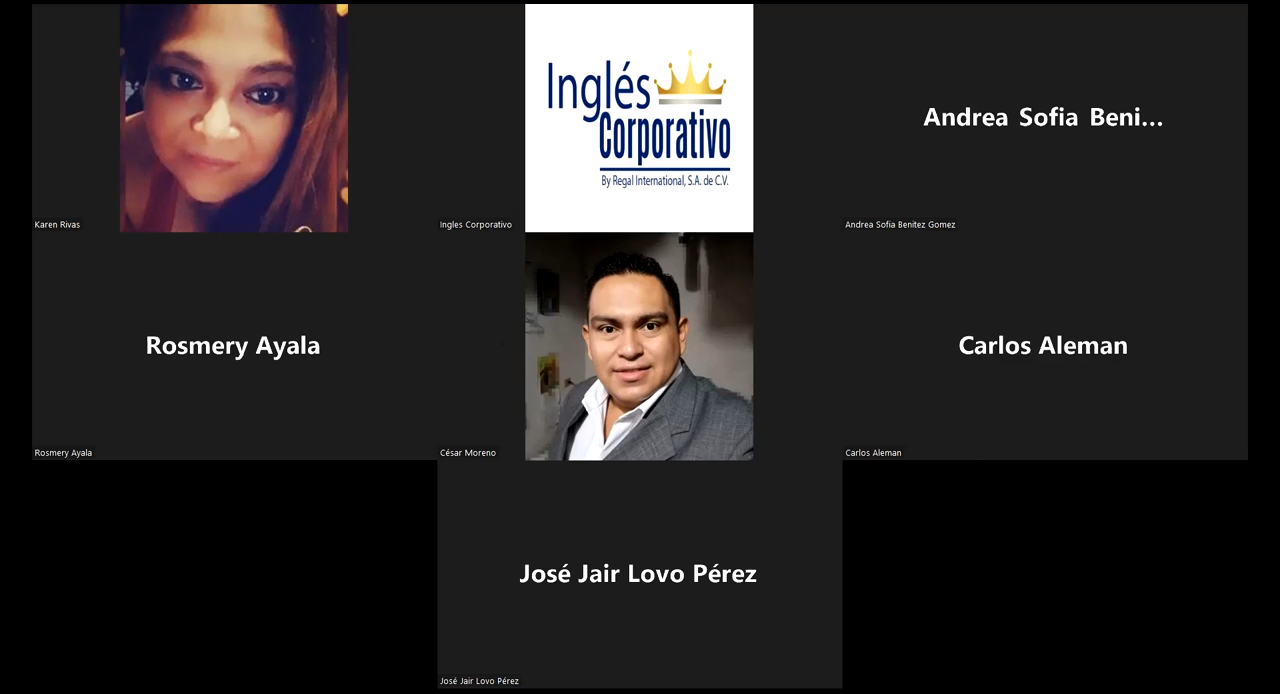 Inglés
Corporativo
By Regal International, S.A. de C.V.
Andrea Sofia Beni...
Karen Rivas
Ingles Corporativo
Andrea Sofia Benitez Gomez
Rosmery Ayala
Carlos Aleman
Rosmery Ayala
César Moreno
Carlos Aleman
José Jair Lovo Pérez
José Jair Lovo Pérez